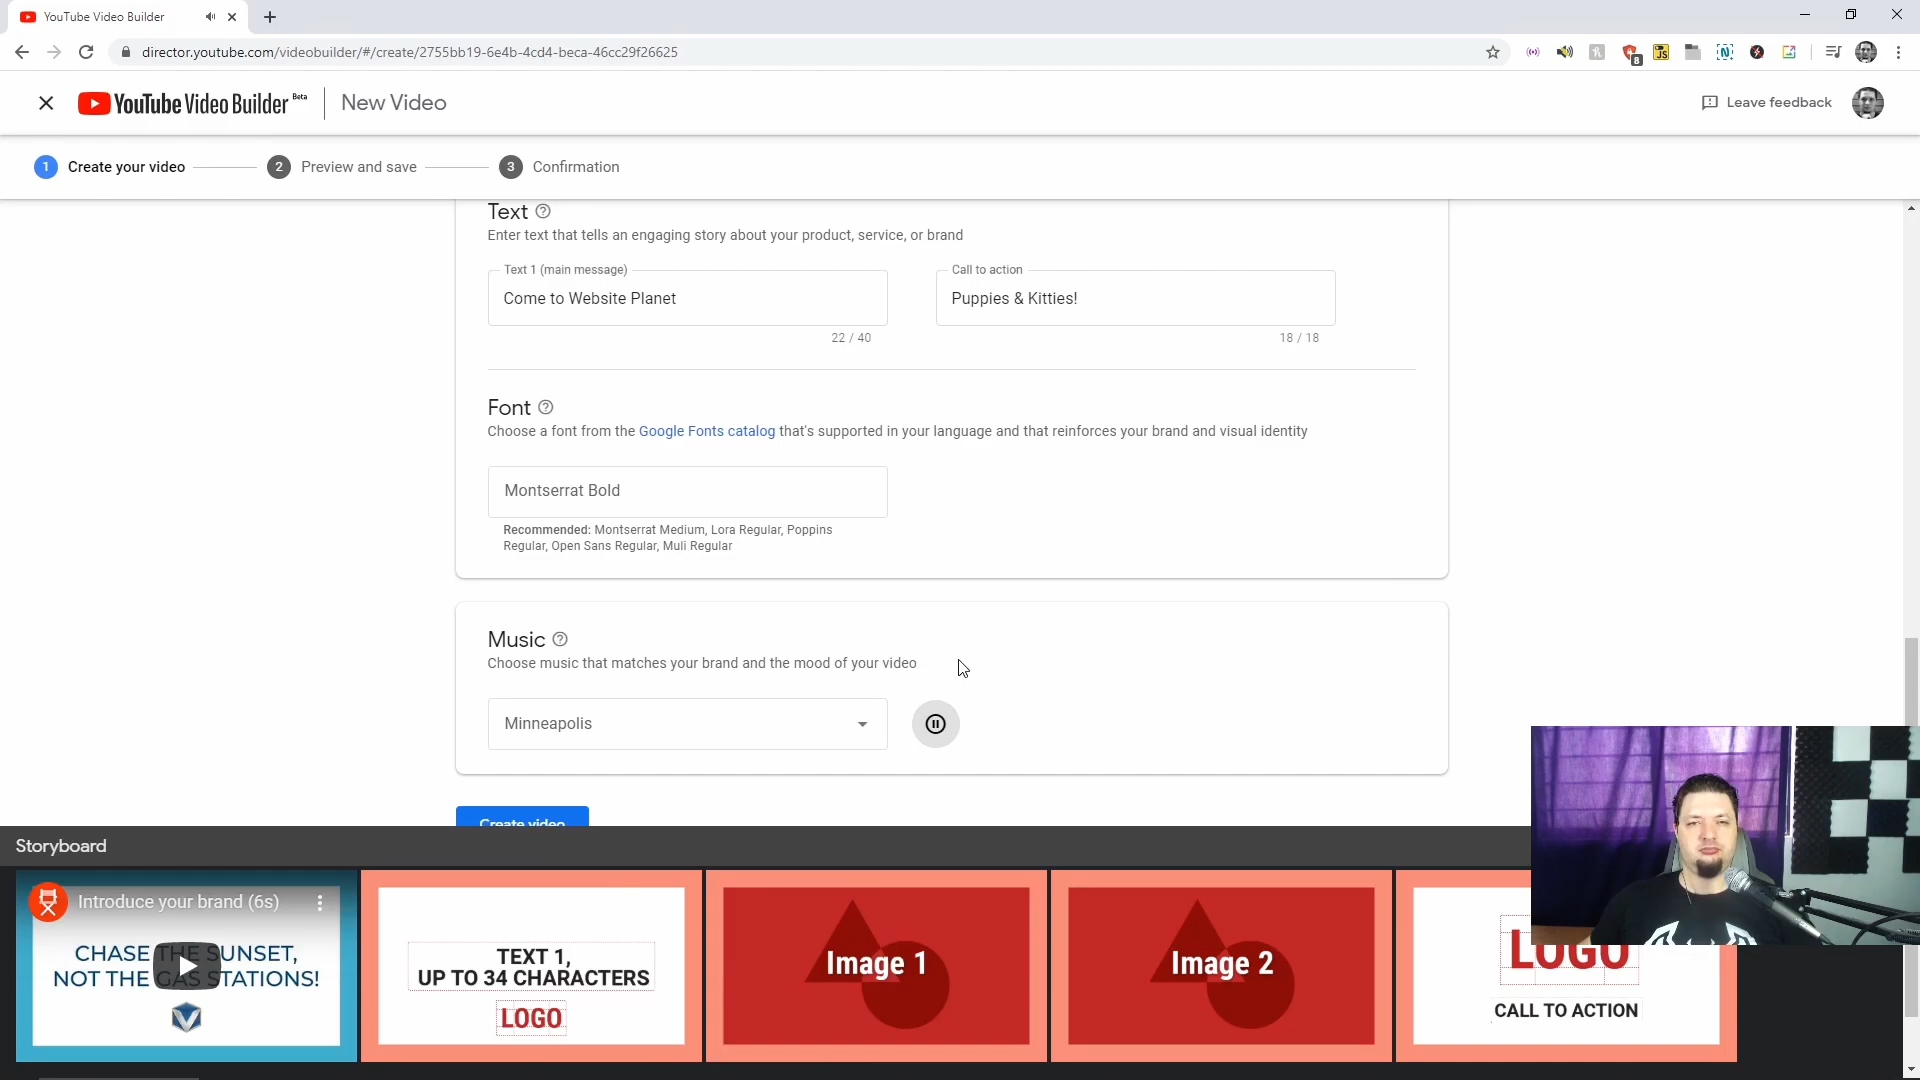 YouTube Video Builder
director.youtube.com/videobuilder/#/create/2755bb19-6e4b-4cd4-beca-46cc29f26625
8
JS
N
YouTube Video Builder Beta
New Video
Leave feedback
1 Create your video
2 Preview and save
3 Confirmation
Text
Enter text that tells an engaging story about your product, service, or brand
Text 1 (main message)
Come to Website Planet
22 / 40
Call to action
Puppies & Kitties!
18 / 18
Font
Choose a font from the Google Fonts catalog that's supported in your language and that reinforces your brand and visual identity
Montserrat Bold
Recommended: Montserrat Medium, Lora Regular, Poppins
Regular, Open Sans Regular, Muli Regular
Music
Choose music that matches your brand and the mood of your video
Minneapolis
Create video
Storyboard
Introduce your brand (6s)
CHASE THE SUNSET,
NOT THE GAS STATIONS!
TEXT 1,
UP TO 34 CHARACTERS
LOGO
Image 1
Image 2
LOGO
CALL TO ACTION